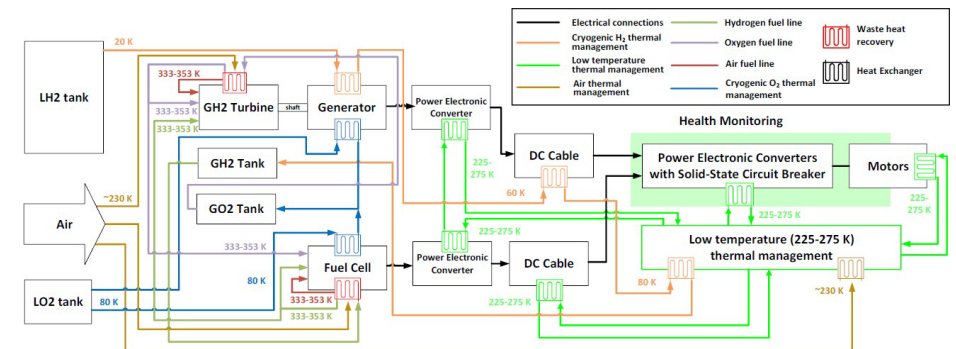 Electrical connections
Cryogenic H₂ thermal
management
Low temperature
thermal management
Air thermal
management
Hydrogen fuel line
Oxygen fuel line
Air fuel line
Cryogenic O₂ thermal
management
Waste heat
recovery
Heat Exchanger
20 K
LH2 tank
333-353 K
333-353 K
333-353 K
GH2 Turbine
shaft
Generator
Power Electronic
Converter
225-
275 K
Health Monitoring
DC Cable
60 K
Power Electronic Converters
with Solid-State Circuit Breaker
Motors
225-
275 K
225-275 K
GH2 Tank
GO2 Tank
~230 K
Air
333-353 K
80 K
Fuel Cell
333-353 K
333-353 K
225-275 K
Power Electronic
Converter
DC Cable
225-275 K
Low temperature (225-275 K)
thermal management
80 K
~230 K
LO2 tank
80 K